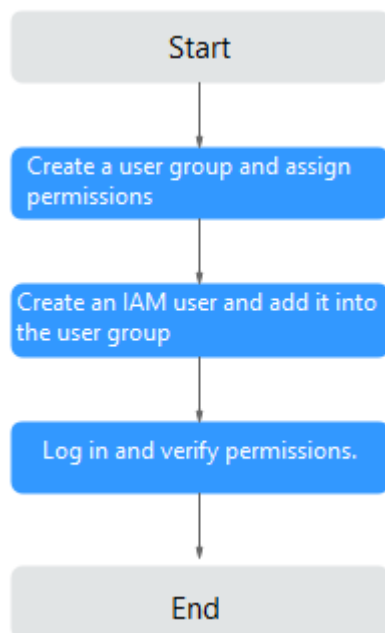 Start
Create a user group and assign
permissions
Create an IAM user and add it into
the user group
Log in and verify permissions.
End